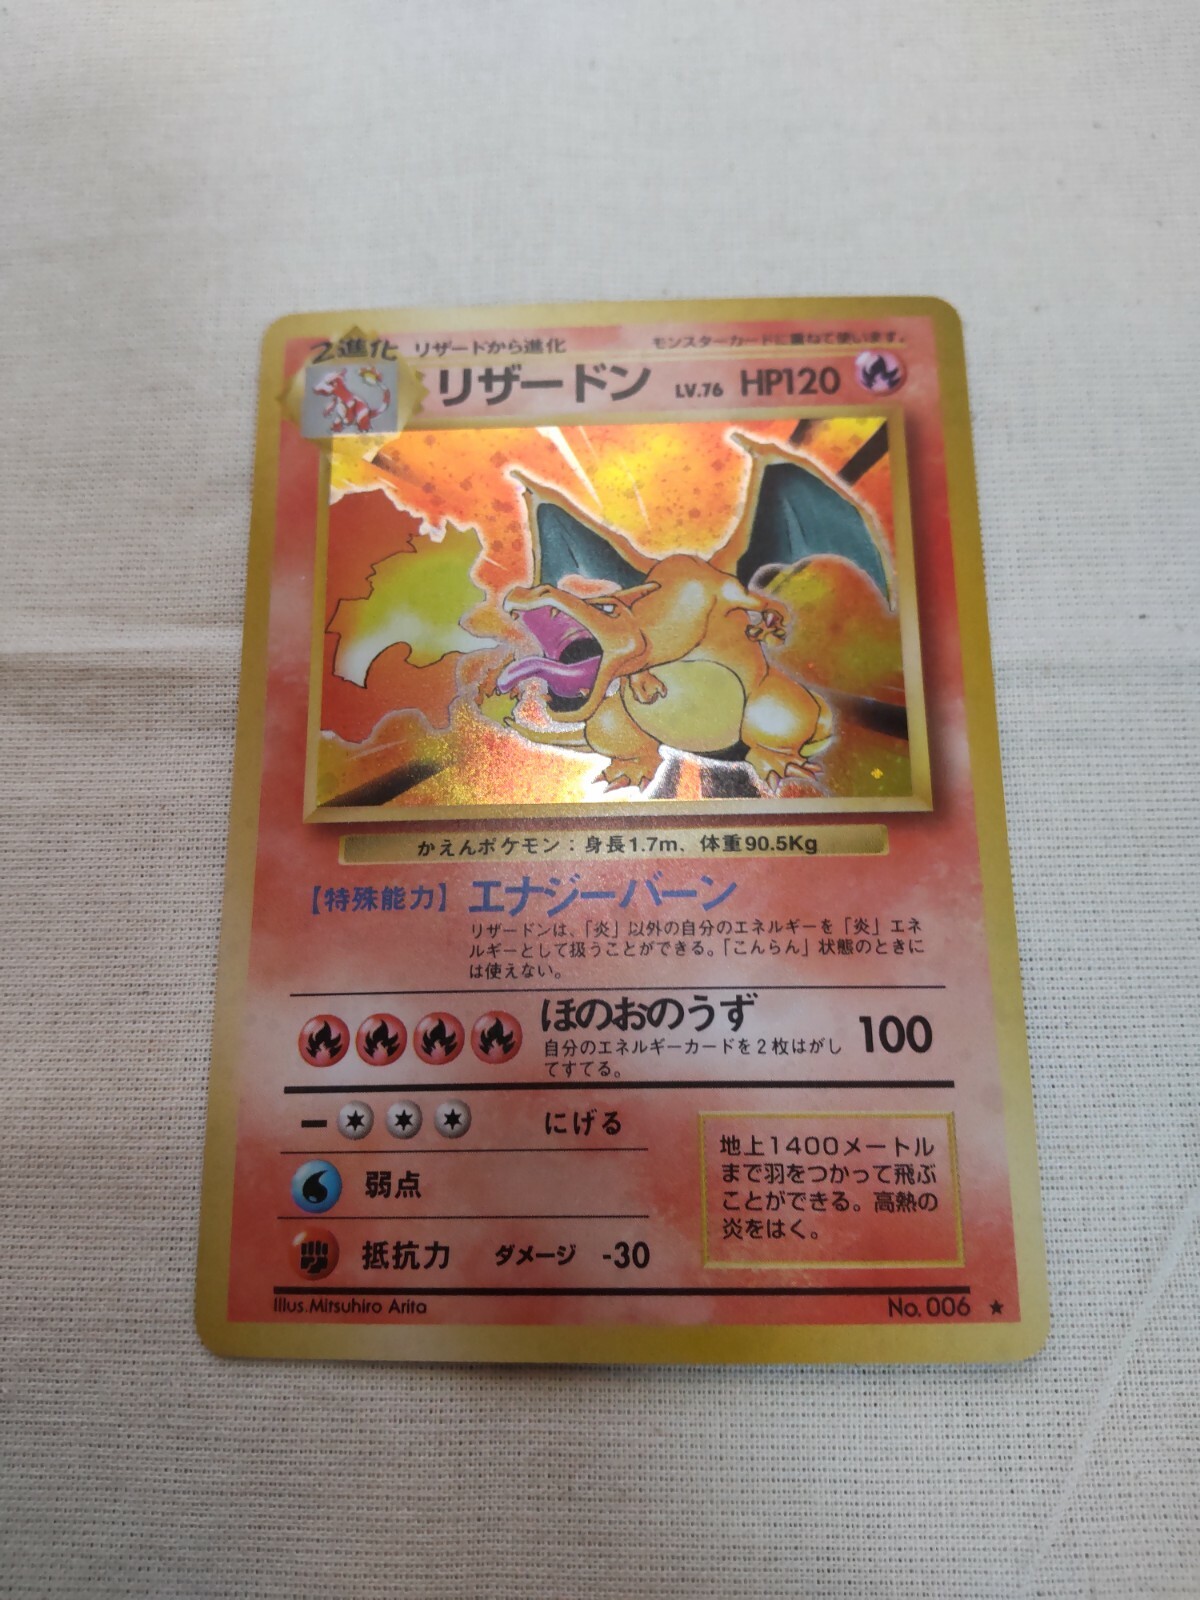 2進化 リザードから進化 モンスターカードに重ねて使います。
リザードン LV.76 HP120
かえんポケモン：身長1.7m、体重90.5Kg
【特殊能力】エナジーバーン
リザードンは、「炎」以外の自分のエネルギーを「炎」エネ
ルギーとして扱うことができる。「こんらん」状態のときに
は使えない。
ほのおのうず 100
自分のエネルギーカードを2枚はがし
てすてる。
にげる
弱点
抵抗力 ダメージ -30
地上1400メートル
まで羽をつかって飛ぶ
ことができる。高熱の
炎をはく。
Illus.Mitsuhiro Arita No.006 ★